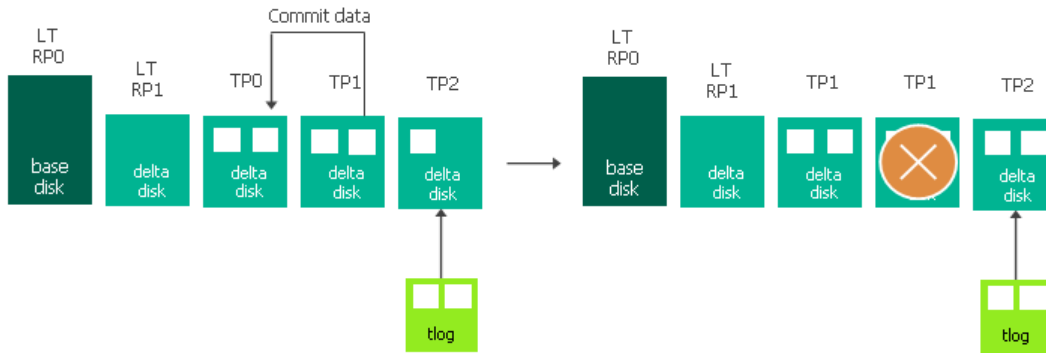 Commit data
LT
RP0
LT
RP1
TP0
TP1
TP2
base
disk
delta
disk
delta
disk
delta
disk
delta
disk
tlog
LT
RP0
LT
RP1
TP1
TP1
TP2
base
disk
delta
disk
delta
disk
delta
disk
tlog